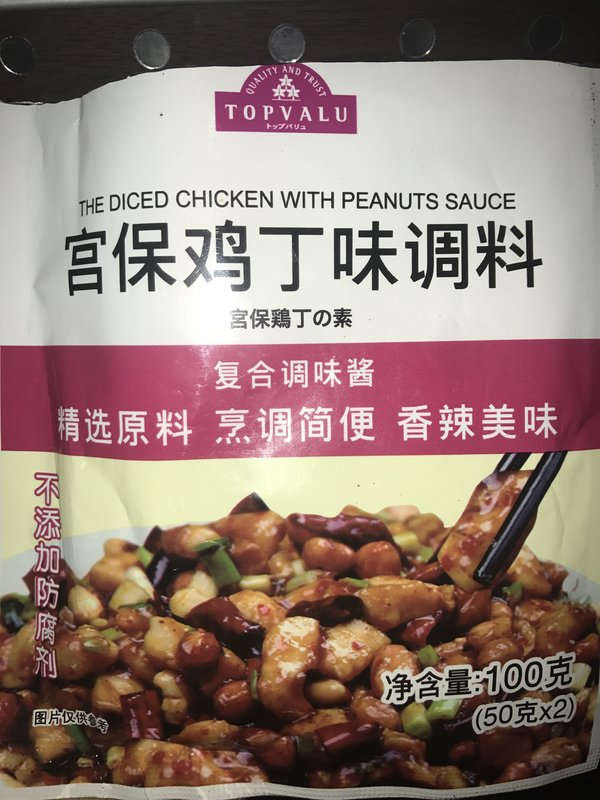 QUALITY AND TRUST
TOPVALU
トップバリュ
THE DICED CHICKEN WITH PEANUTS SAUCE
宫保鸡丁味调料
宮保鶏丁の素
复合调味酱
精选原料 烹调简便 香辣美味
不添加防腐剂
净含量:100克
(50克x2)
图片仅供参考